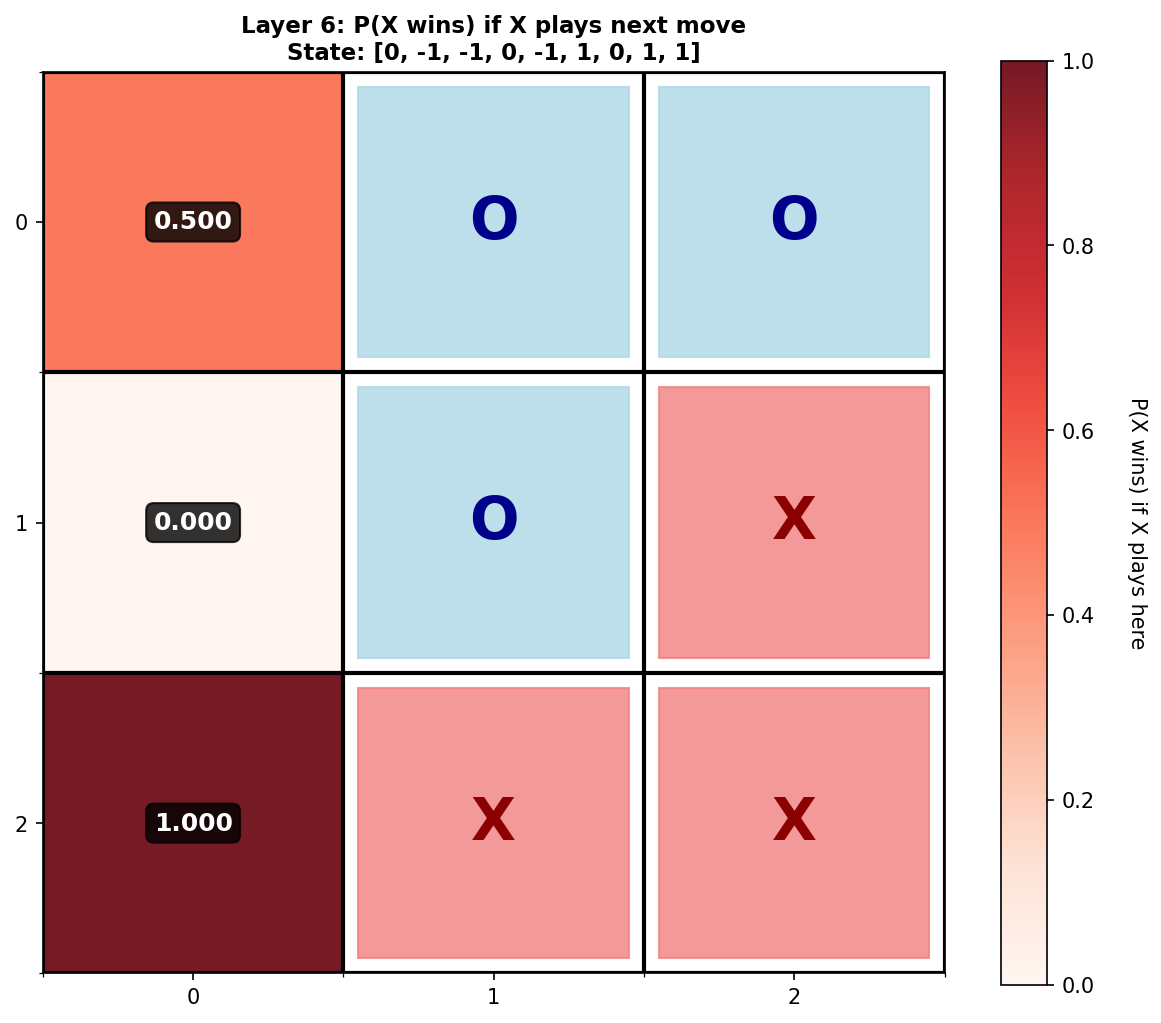 Layer 6: P(X wins) if X plays next move
State: [0, -1, -1, 0, -1, 1, 0, 1, 1]
0.500
O
O
0.000
O
X
1.000
X
X
0
1
2
0
1
2
1.0
0.8
0.6
0.4
0.2
0.0
P(X wins) if X plays here